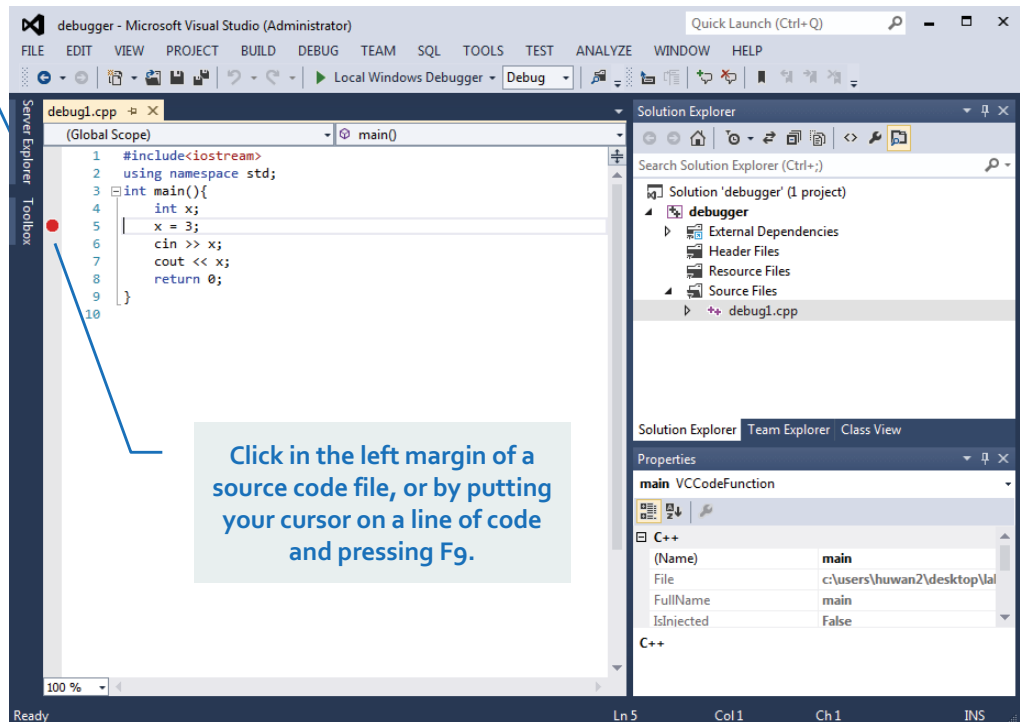 debugger - Microsoft Visual Studio (Administrator)
Quick Launch (Ctrl+Q)
FILE EDIT VIEW PROJECT BUILD DEBUG TEAM SQL TOOLS TEST ANALYZE WINDOW HELP
Local Windows Debugger Debug
Server Explorer
Toolbox
debug1.cpp
(Global Scope) main()
1 #include<iostream>
2 using namespace std;
3 int main(){
4 int x;
5 x = 3;
6 cin >> x;
7 cout << x;
8 return 0;
9 }
10
Click in the left margin of a
source code file, or by putting
your cursor on a line of code
and pressing F9.
100 %
Solution Explorer
Search Solution Explorer (Ctrl+;)
Solution 'debugger' (1 project)
debugger
External Dependencies
Header Files
Resource Files
Source Files
debug1.cpp
Solution Explorer Team Explorer Class View
Properties
main VCCodeFunction
C++
(Name) main
File c:\users\huwan2\desktop\lal
FullName main
IsInjected False
C++
Ready Ln 5 Col 1 Ch 1 INS